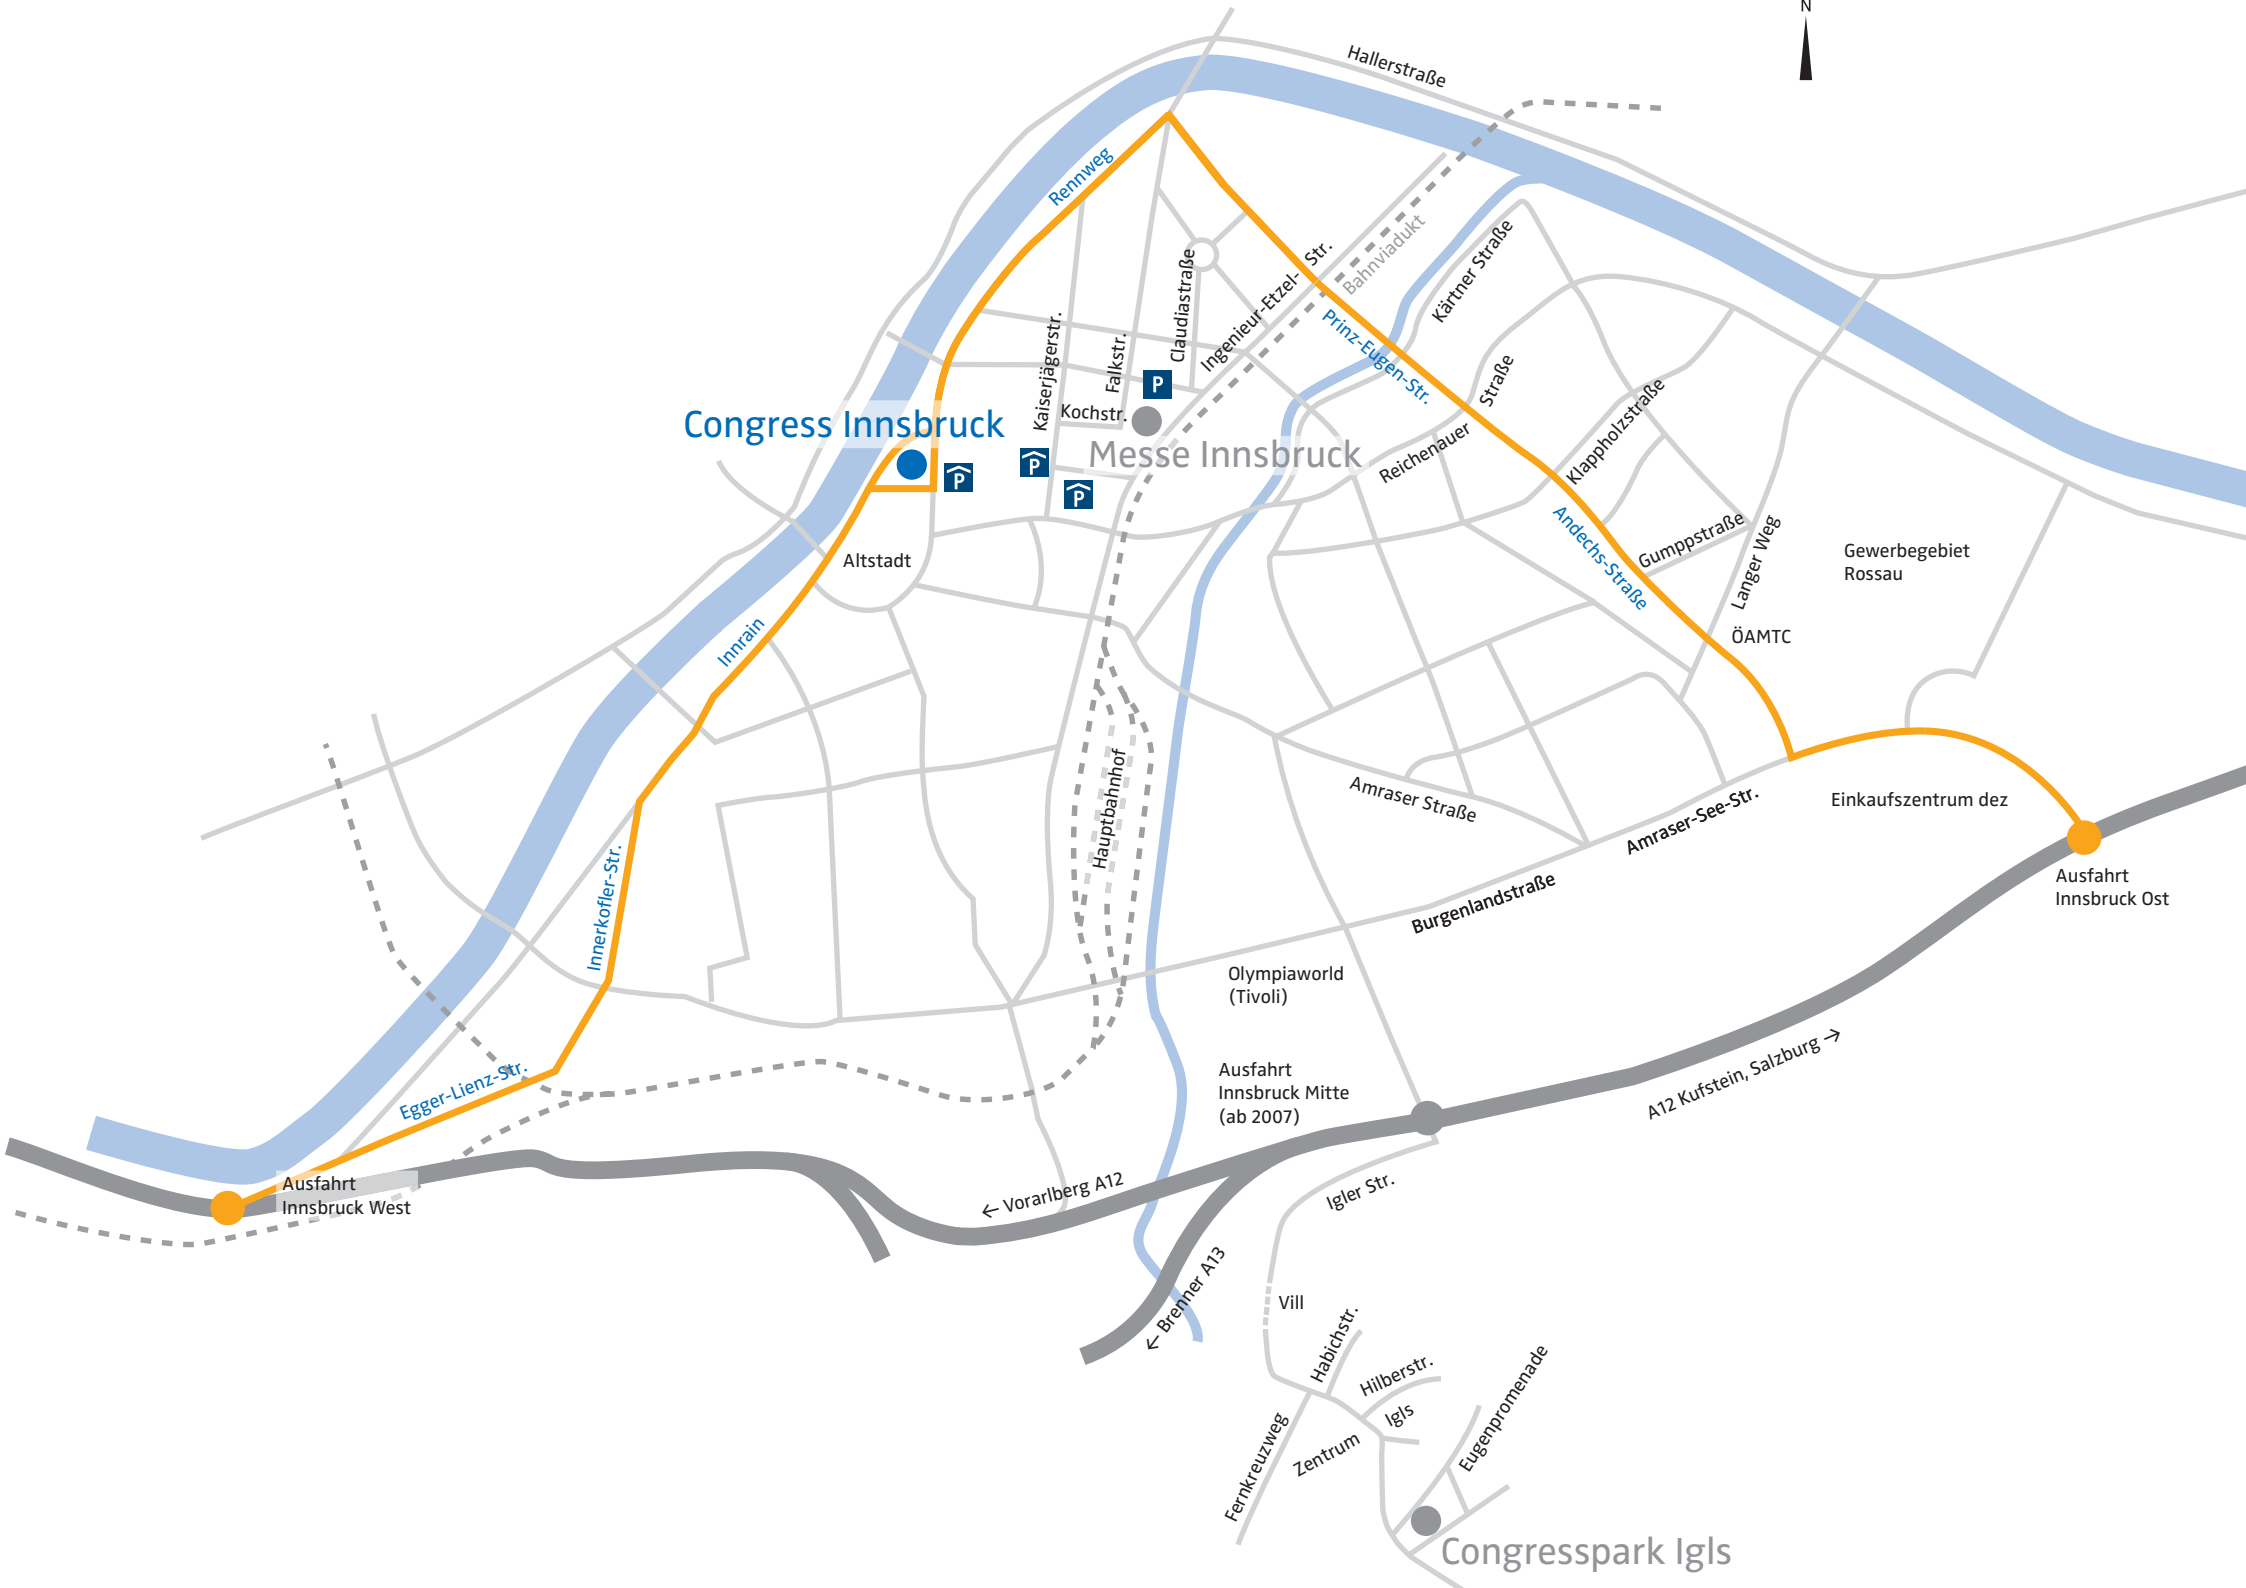 N
Hallerstraße
Rennweg
Bahnviadukt
Kärtner Straße
Ingenieur-Etzel- Str.
Claudiastraße
Kaiserjägerstr.
Falkstr.
Prinz-Eugen-Str.
P
Kochstr.
Straße
Reichenauer
Klappholzstraße
Congress Innsbruck
Messe Innsbruck
P
P
P
Andechs-Straße
Gumppstraße
Langer Weg
Gewerbegebiet
Rossau
Altstadt
Innrain
ÖAMTC
Hauptbahnhof
Amraser Straße
Amraser-See-Str.
Einkaufszentrum dez
Innerkofler-Str.
Burgenlandstraße
Ausfahrt
Innsbruck Ost
Olympiaworld
(Tivoli)
Egger-Lienz-Str.
Ausfahrt
Innsbruck Mitte
(ab 2007)
A12 Kufstein, Salzburg →
Ausfahrt
Innsbruck West
← Vorarlberg A12
Igler Str.
← Brenner A13
Vill
Habichstr.
Hilberstr.
Igls
Zentrum
Fernkreuzweg
Eugenpromenade
Congresspark Igls